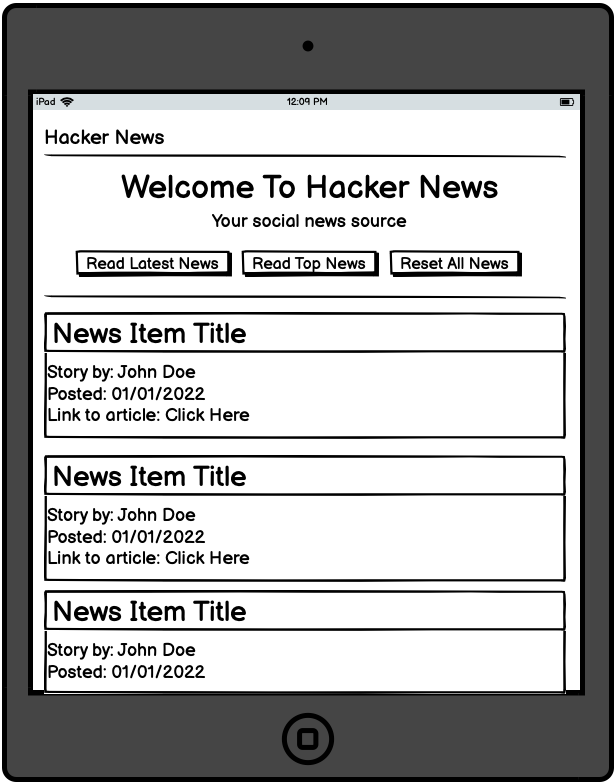 iPad
12:09 PM
Hacker News
Welcome To Hacker News
Your social news source
Read Latest News Read Top News Reset All News
News Item Title
Story by: John Doe
Posted: 01/01/2022
Link to article: Click Here
News Item Title
Story by: John Doe
Posted: 01/01/2022
Link to article: Click Here
News Item Title
Story by: John Doe
Posted: 01/01/2022